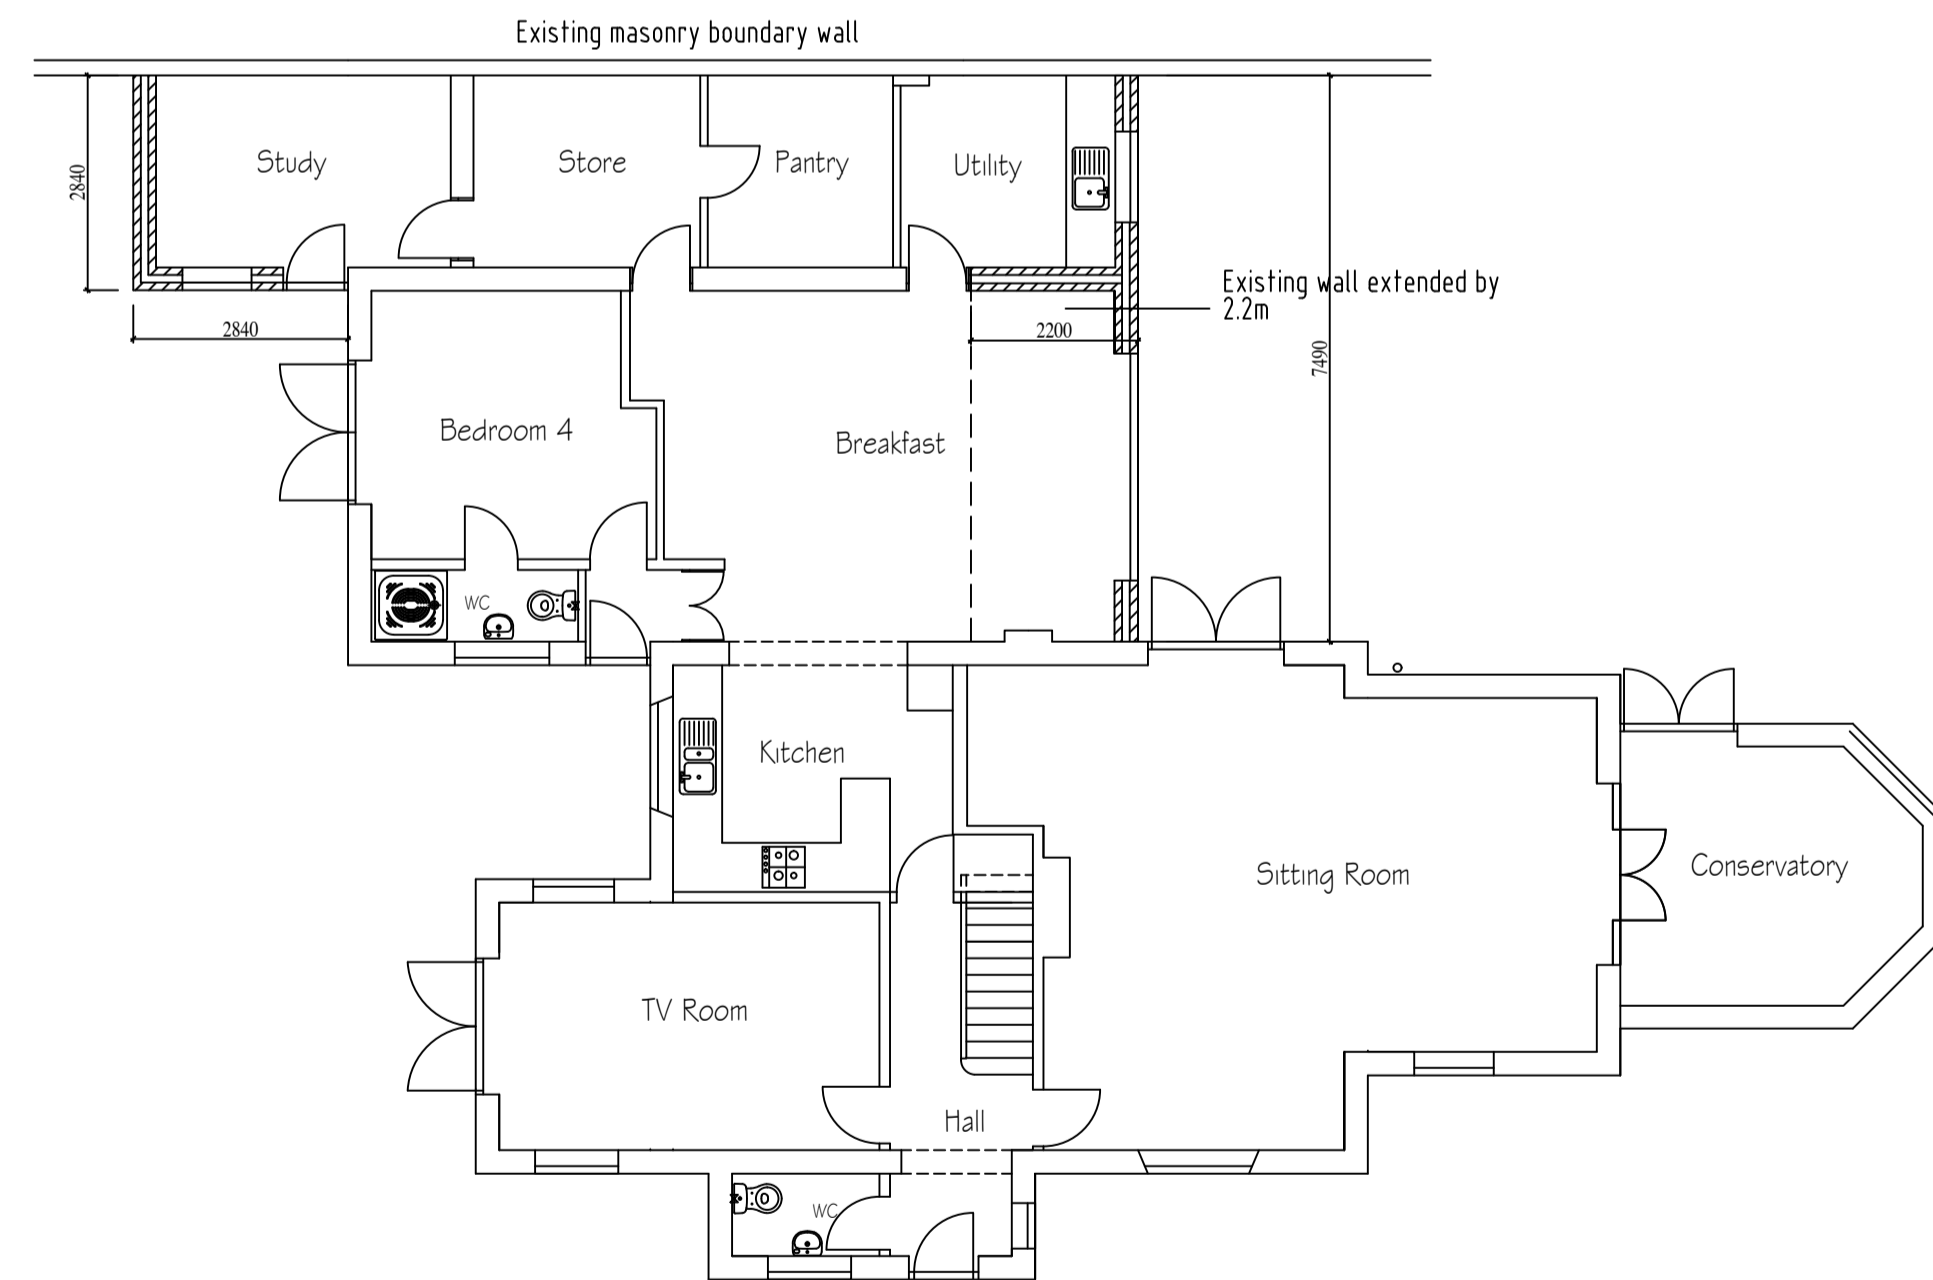 Existing masonry boundary wall
Study
Store
Pantry
Utility
2840
2840
Existing wall extended by
2.2m
2200
7490
Bedroom 4
Breakfast
WC
Kitchen
Sitting Room
Conservatory
TV Room
Hall
WC